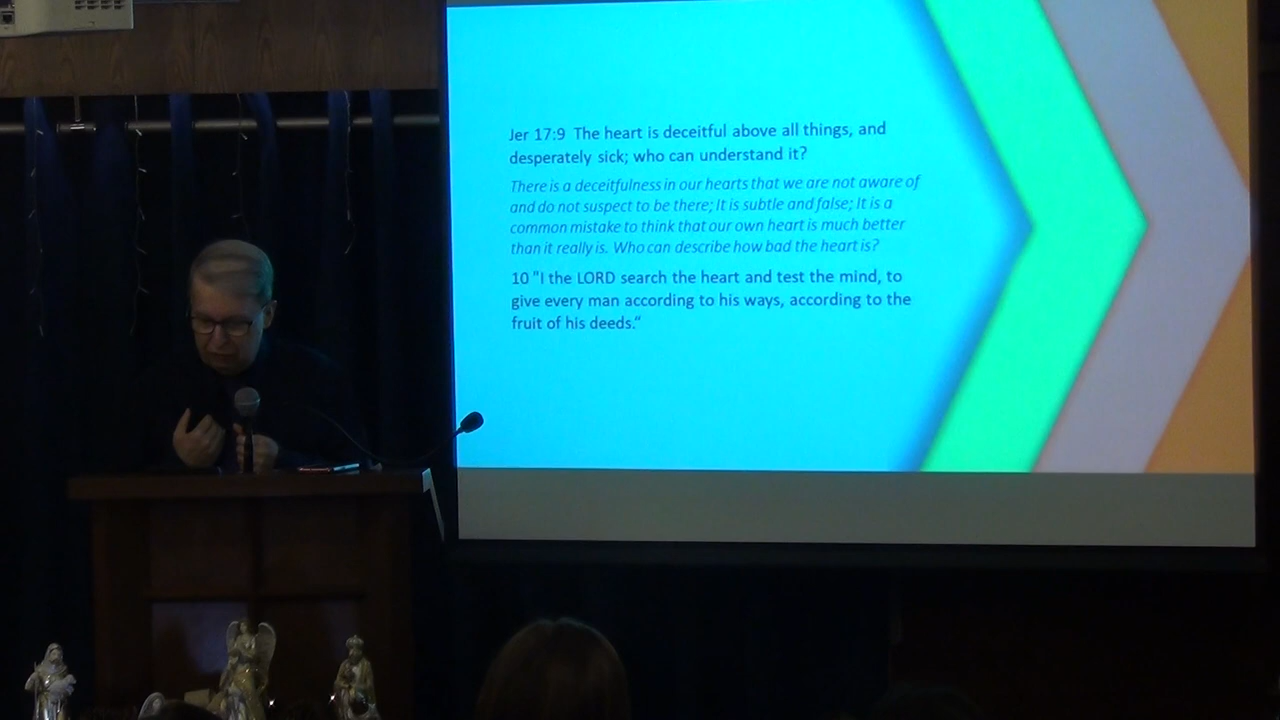 Jer 17:9 The heart is deceitful above all things, and
desperately sick; who can understand it?
There is a deceitfulness in our hearts that we are not aware of
and do not suspect to be there; It is subtle and false; It is a
common mistake to think that our own heart is much better
than it really is. Who can describe how bad the heart is?
10 "I the LORD search the heart and test the mind, to
give every man according to his ways, according to the
fruit of his deeds.“